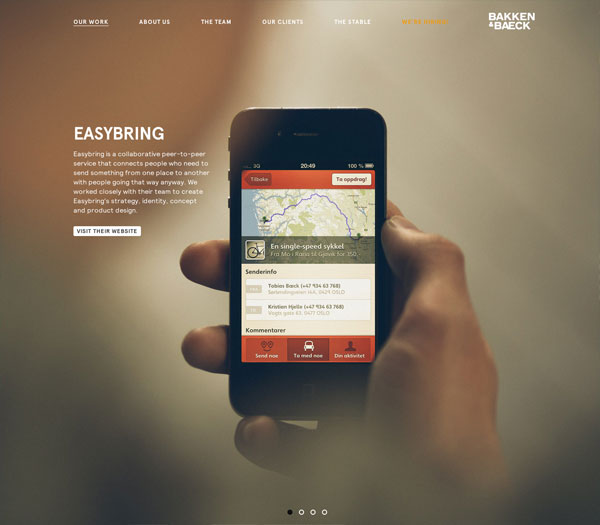 OUR WORK
ABOUT US
THE TEAM
OUR CLIENTS
THE STABLE
BAKKEN
&BAECK
EASYBRING
Easybring is a collaborative peer-to-peer
service that connects people who need to
send something from one place to another
with people going that way anyway. We
worked closely with their team to create
Easybring's strategy, identity, concept
and product design.
VISIT THEIR WEBSITE
3G 20:49 100 %
Tilbake
Ta oppdrag!
En single-speed sykkel
Fra Mo i Rana til Gjøvik for 350,-
Senderinfo
Tobias Bæck (+47 934 63 768)
OSLO
Kristian Hjelle (+47 934 63 768)
Vogts gate 60, 0477 OSLO
Kommentarer
Send noe
Ta med noe
Din aktivitet